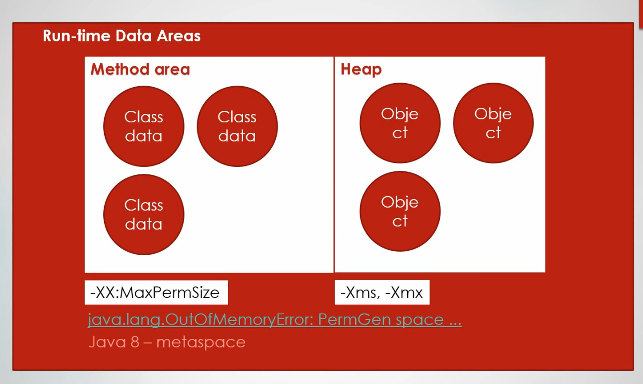 Run-time Data Areas
Method area
Class
data
Class
data
Class
data
Heap
Obje
ct
Obje
ct
Obje
ct
-XX:MaxPermSize
-Xms, -Xmx
java.lang.OutOfMemoryError: PermGen space ...
Java 8 – metaspace